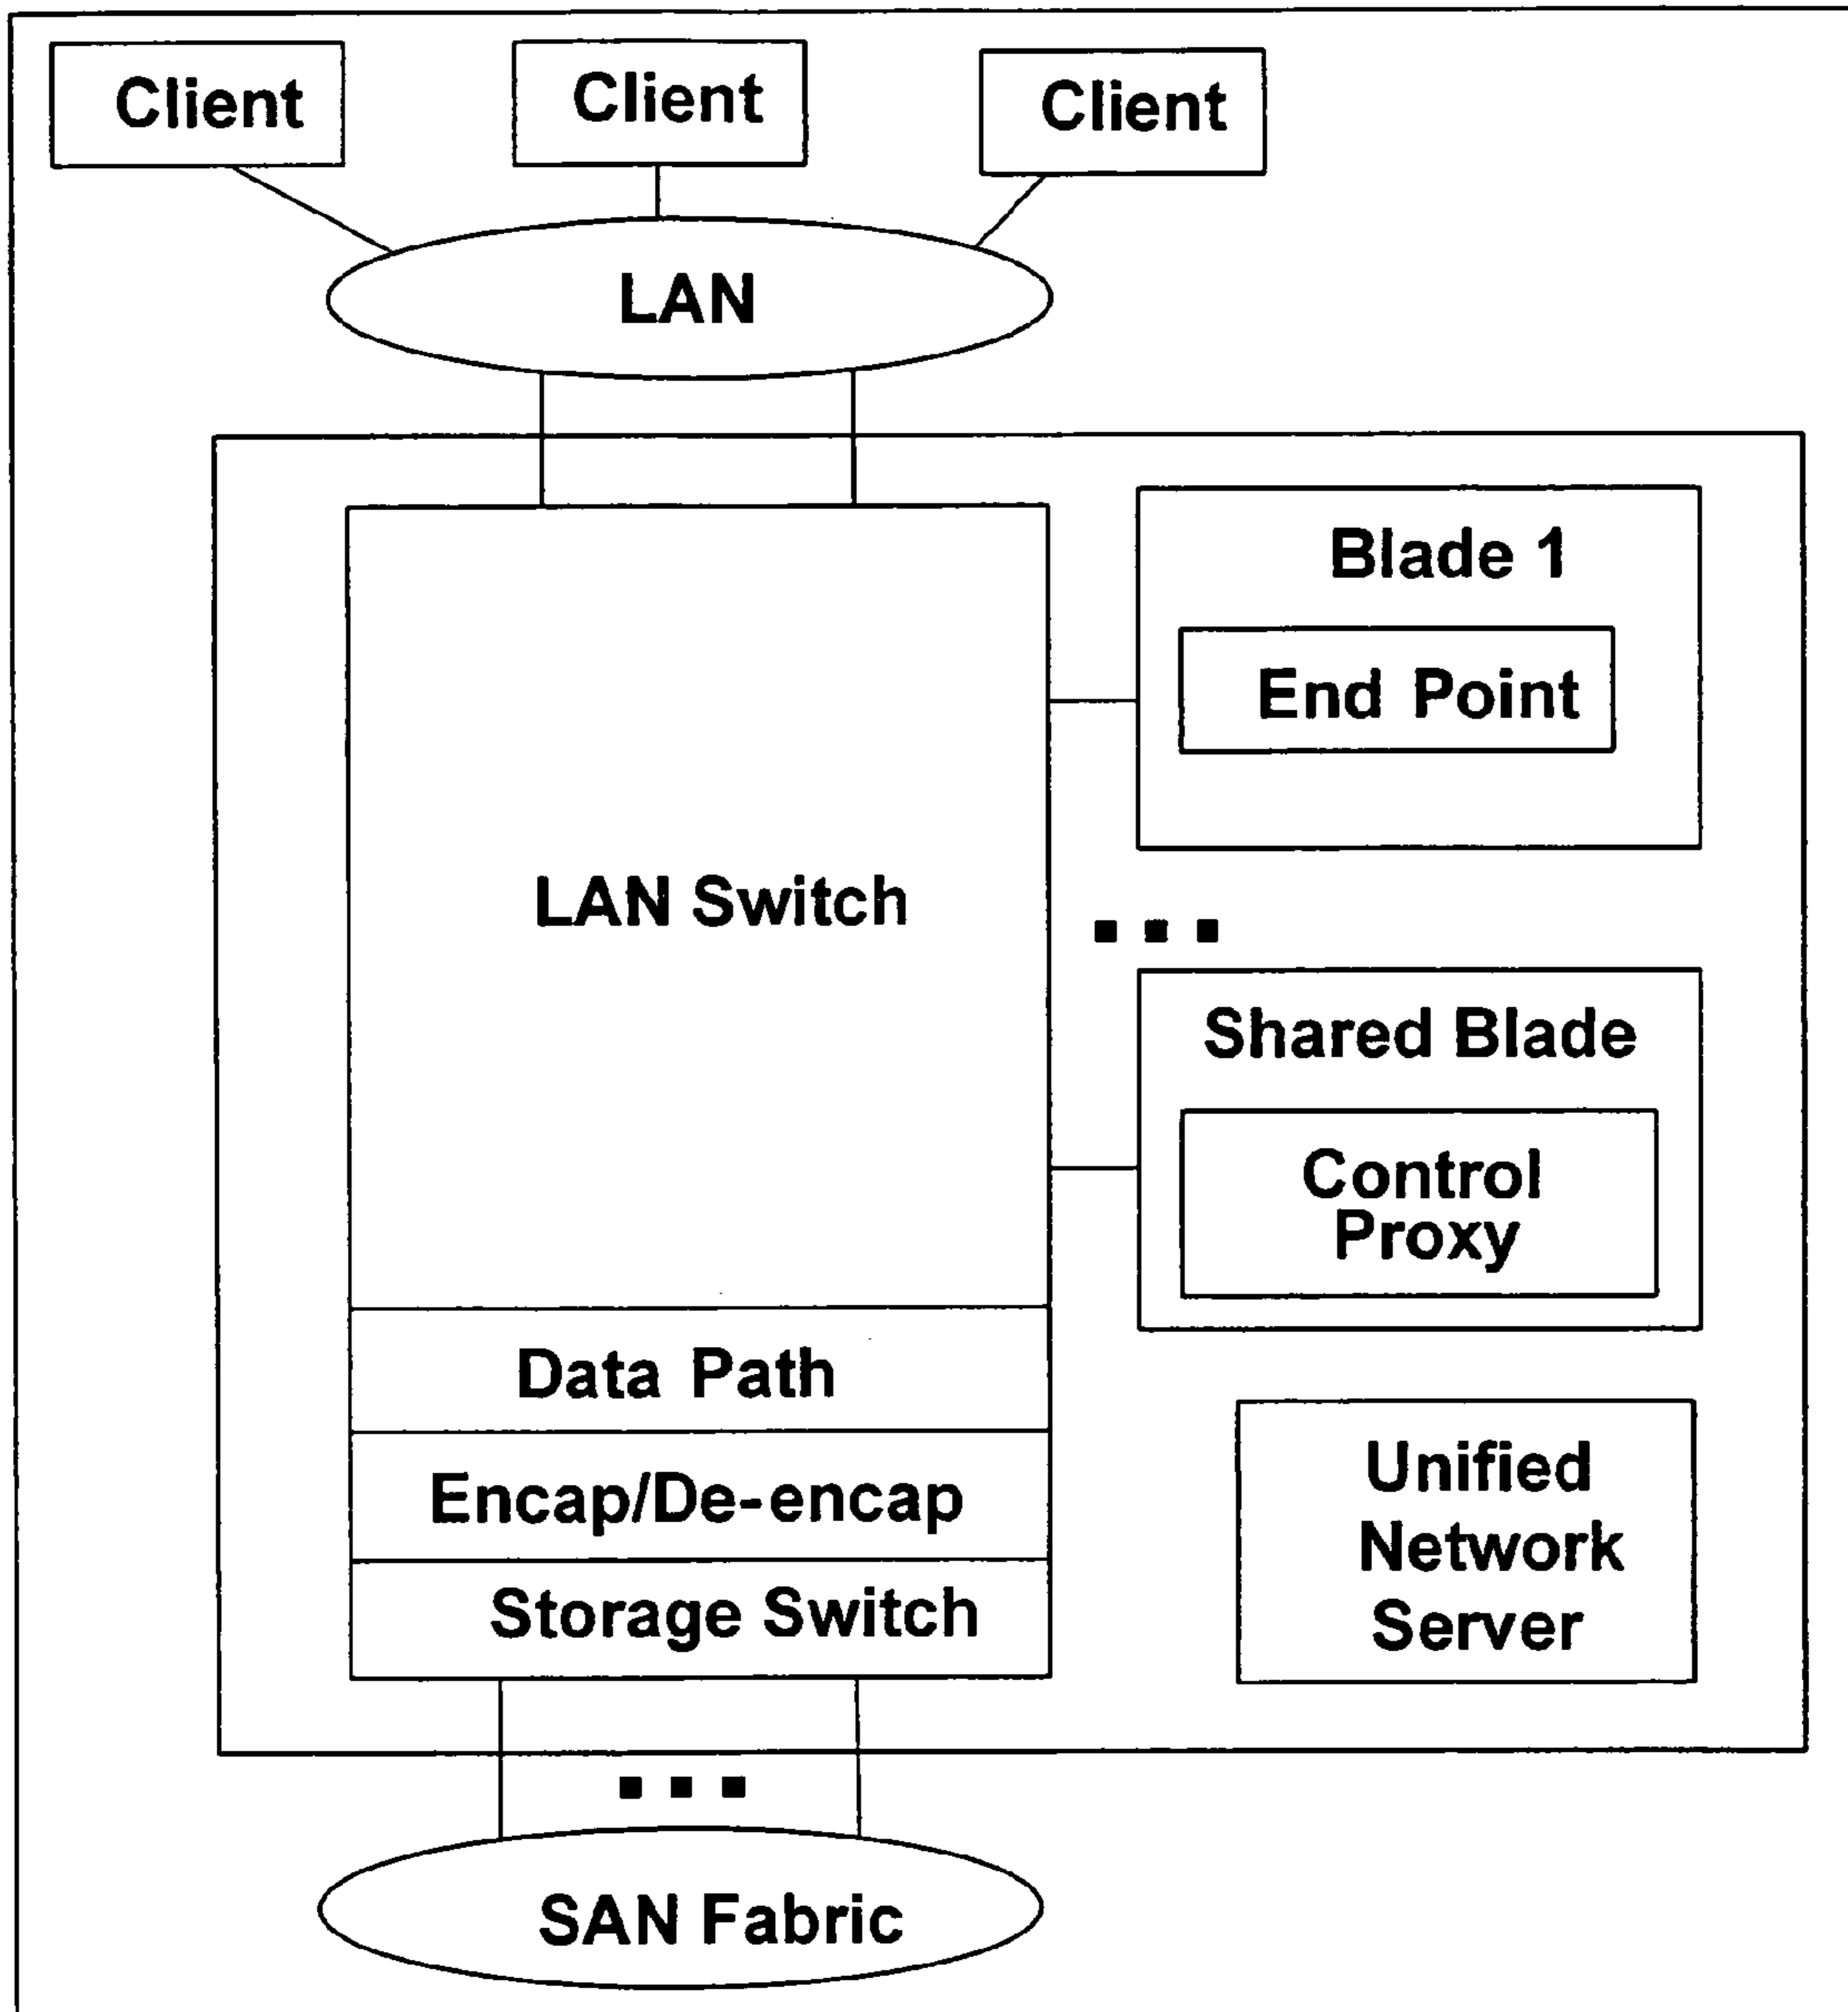 Client
Client
Client
LAN
Blade 1
End Point
LAN Switch
Shared Blade
Control
Proxy
Data Path
Encap/De-encap
Storage Switch
Unified
Network
Server
SAN Fabric